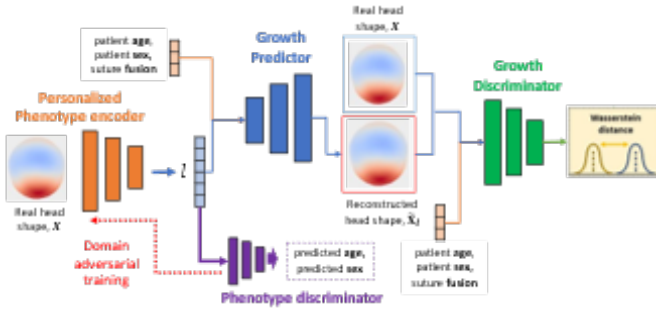 patient age,
patient sex,
suture fusion
Personalized
Phenotype encoder
Real head
shape, X
l
Domain
adversarial
training
Growth
Predictor
Real head
shape, X
Reconstructed
head shape,
predicted age,
predicted sex
Phenotype discriminator
Growth
Discriminator
Wasserstein
distance
patient age,
patient sex,
suture fusion